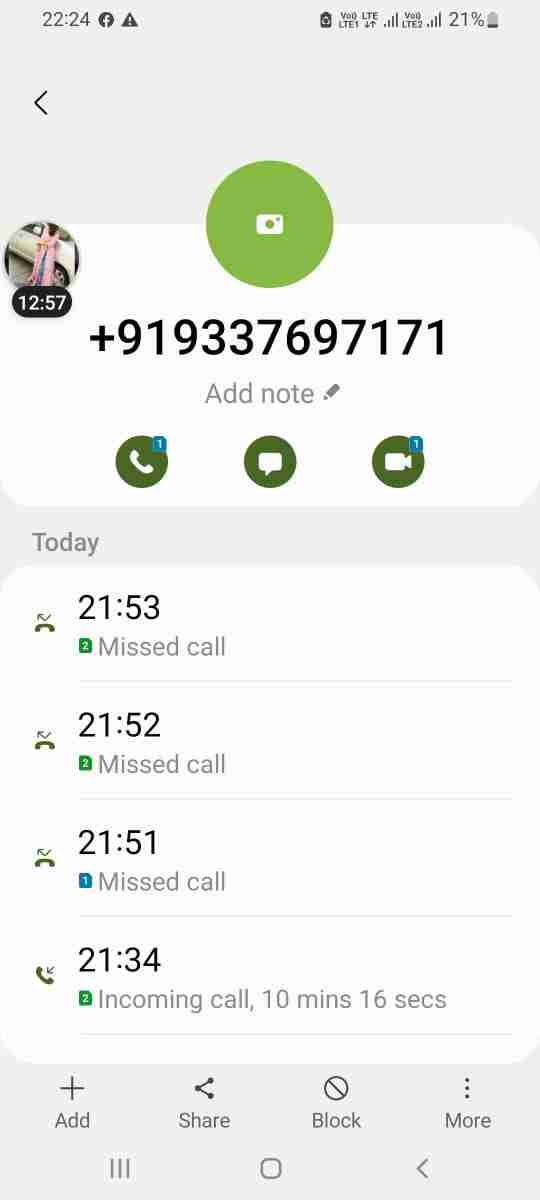 22:24
Vo)) LTE1 LTE Vo)) LTE2 21%
12:57
+919337697171
Add note
1 1
Today
21:53
2 Missed call
21:52
2 Missed call
21:51
1 Missed call
21:34
2 Incoming call, 10 mins 16 secs
Add Share Block More